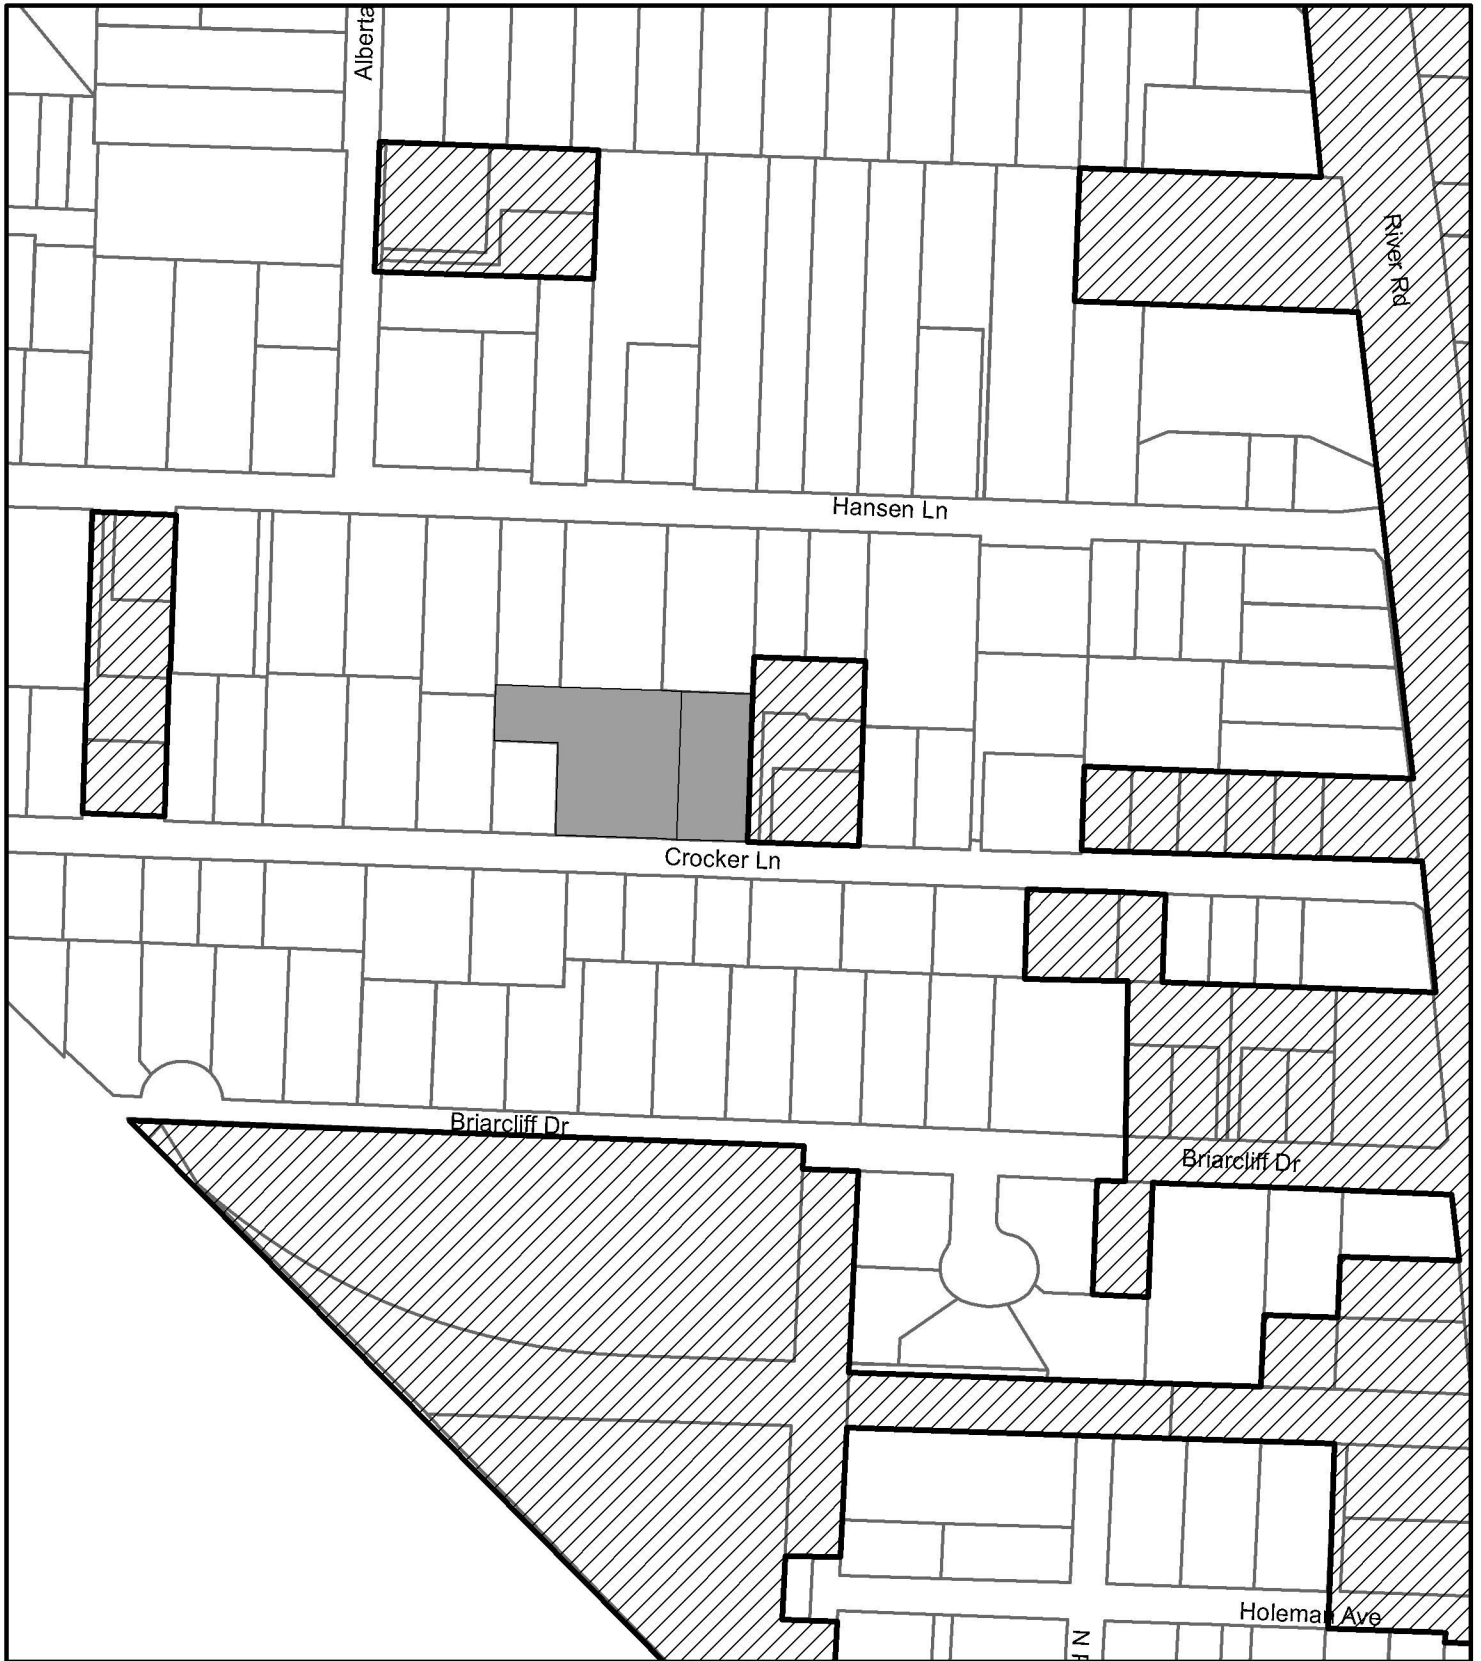 Alberta
River Rd
Hansen Ln
Crocker Ln
Briarcliff Dr
Briarcliff Dr
Holeman Ave
N